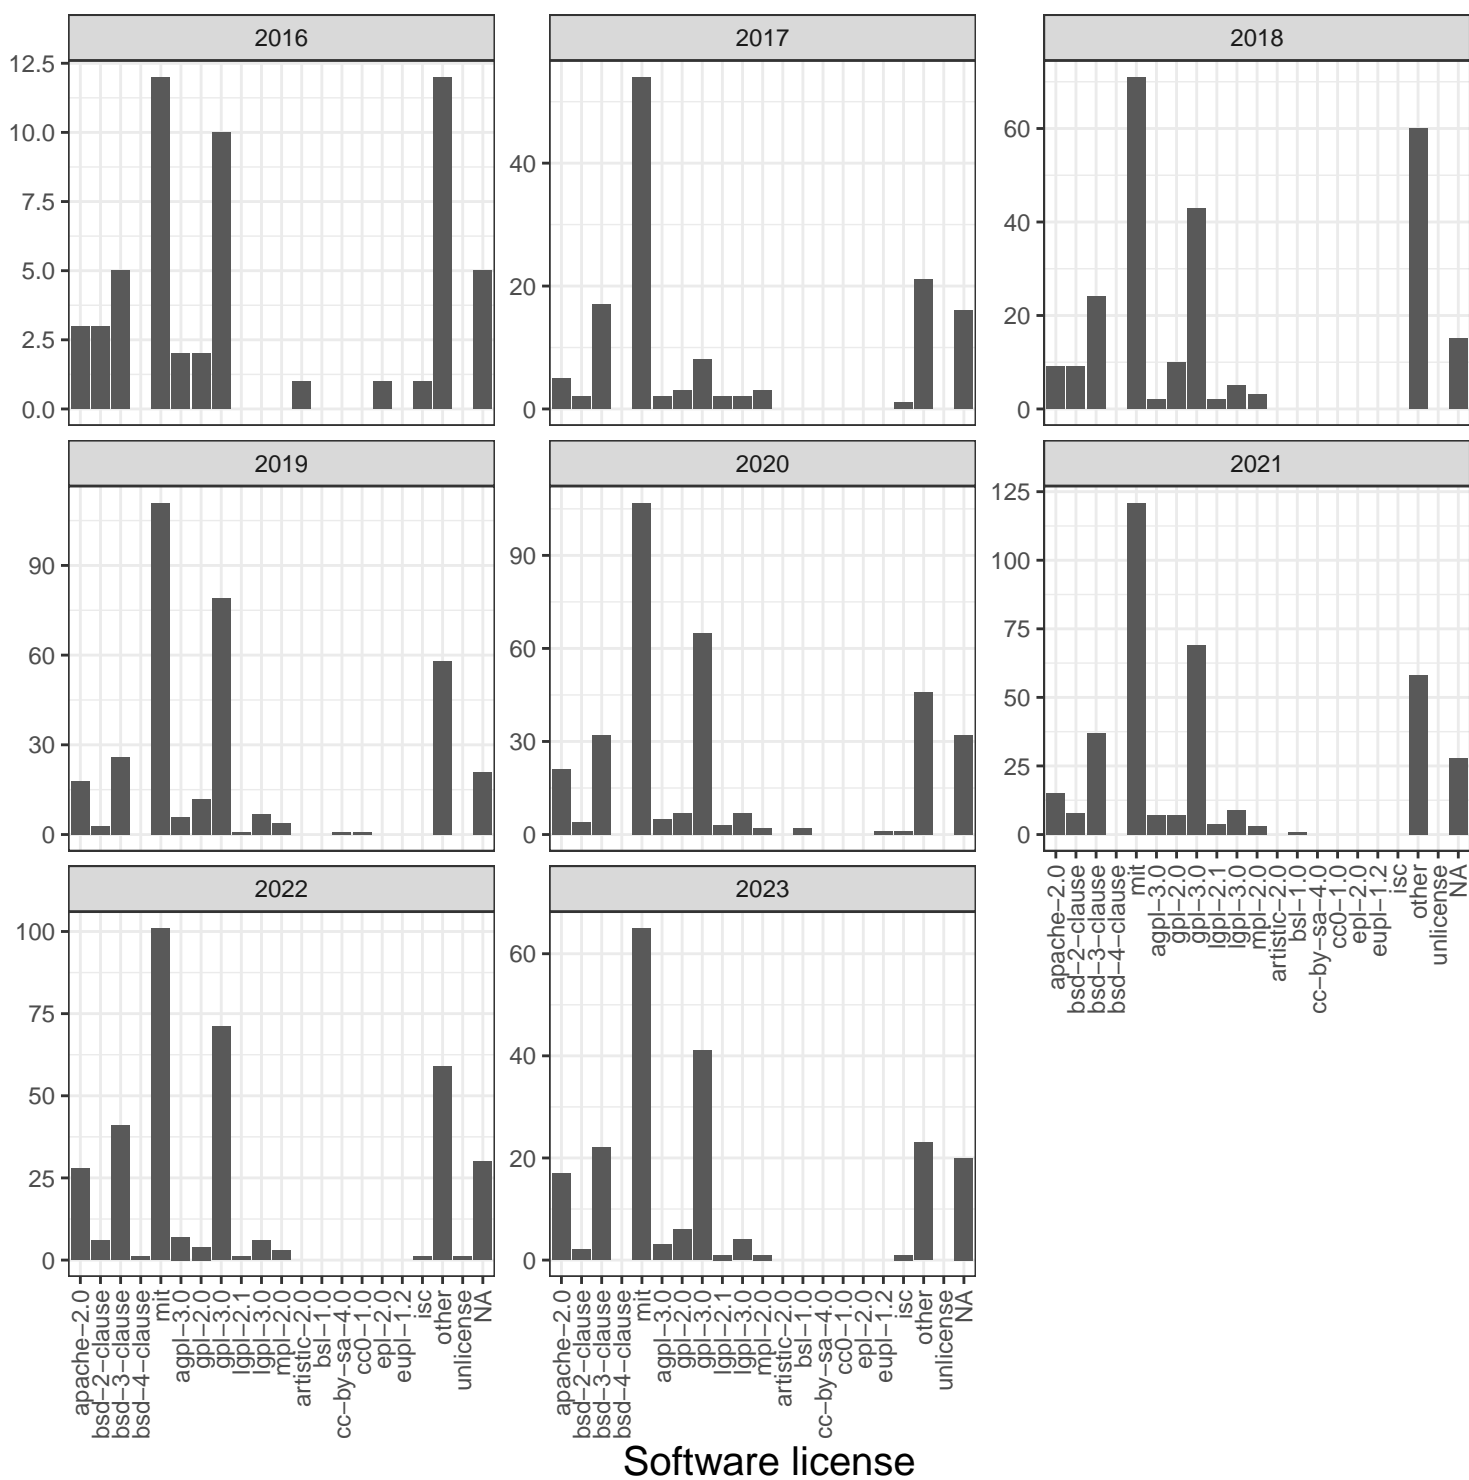 2016
2017
2018
12.5
10.0
7.5
5.0
2.5
0.0
40
20
0
60
40
20
0
2019
2020
2021
90
60
30
0
90
60
30
0
125
100
75
50
25
0
apache−2.0
bsd−2−clause
bsd−3−clause
bsd−4−clause
mit
agpl−3.0
gpl−2.0
gpl−3.0
lgpl−2.1
lgpl−3.0
mpl−2.0
artistic−2.0
bsl−1.0
cc−by−sa−4.0
cc0−1.0
epl−2.0
eupl−1.2
isc
other
unlicense
NA
2022
2023
100
75
50
25
0
60
40
20
0
apache−2.0
bsd−2−clause
bsd−3−clause
bsd−4−clause
mit
agpl−3.0
gpl−2.0
gpl−3.0
lgpl−2.1
lgpl−3.0
mpl−2.0
artistic−2.0
bsl−1.0
cc−by−sa−4.0
cc0−1.0
epl−2.0
eupl−1.2
isc
other
unlicense
NA
apache−2.0
bsd−2−clause
bsd−3−clause
bsd−4−clause
mit
agpl−3.0
gpl−2.0
gpl−3.0
lgpl−2.1
lgpl−3.0
mpl−2.0
artistic−2.0
bsl−1.0
cc−by−sa−4.0
cc0−1.0
epl−2.0
eupl−1.2
isc
other
unlicense
NA
Software license